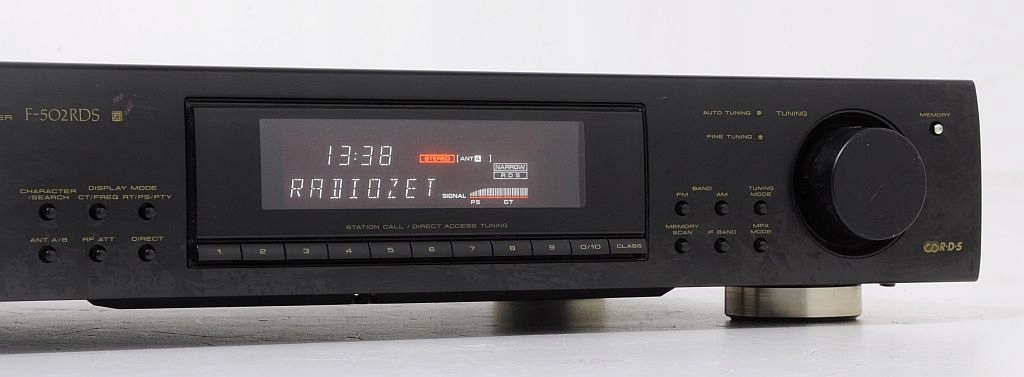 F-502RDS
CHARACTER
/SEARCH
DISPLAY MODE
CT/FREQ RT/PS/PTY
ANT A/B
RF ATT
DIRECT
13:38
STEREO [ANT A ]
NARROW
RDS
RADIOZET
SIGNAL
PS CT
STATION CALL / DIRECT ACCESS TUNING
1 2 3 4 5 6 7 8 9 0/10 CLASS
AUTO TUNING
TUNING
FINE TUNING
BAND
FM
AM
TUNING
MODE
MEMORY
SCAN
IF BAND
MPX
MODE
MEMORY
R·D·S